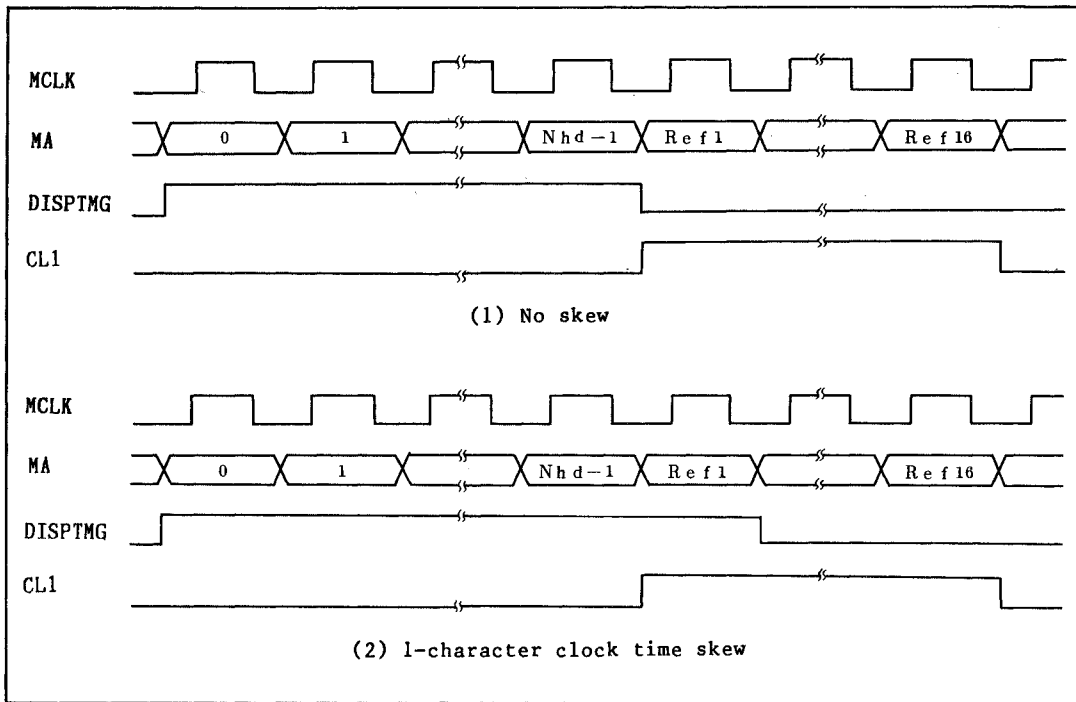 MCLK
MA 0 1 Nhd-1 Ref1 Ref16
DISPTMG
CL1
(1) No skew
MCLK
MA 0 1 Nhd-1 Ref1 Ref16
DISPTMG
CL1
(2) 1-character clock time skew